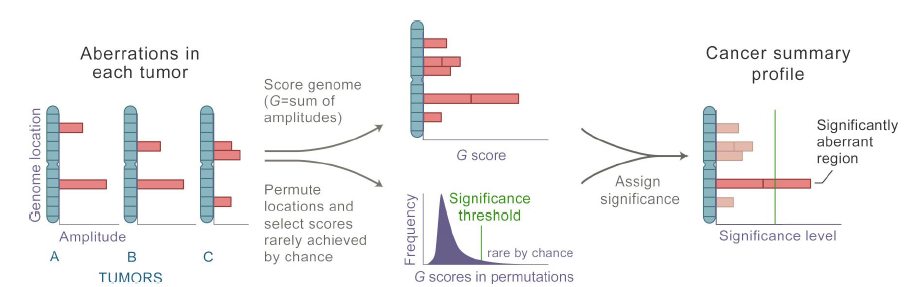 Aberrations in
each tumor
Genome location
Amplitude
A
B
C
TUMORS
Score genome
(G=sum of
amplitudes)
Permute
locations and
select scores
rarely achieved
by chance
G score
Frequency
Significance
threshold
rare by chance
G scores in permutations
Assign
significance
Cancer summary
profile
Significantly
aberrant
region
Significance level